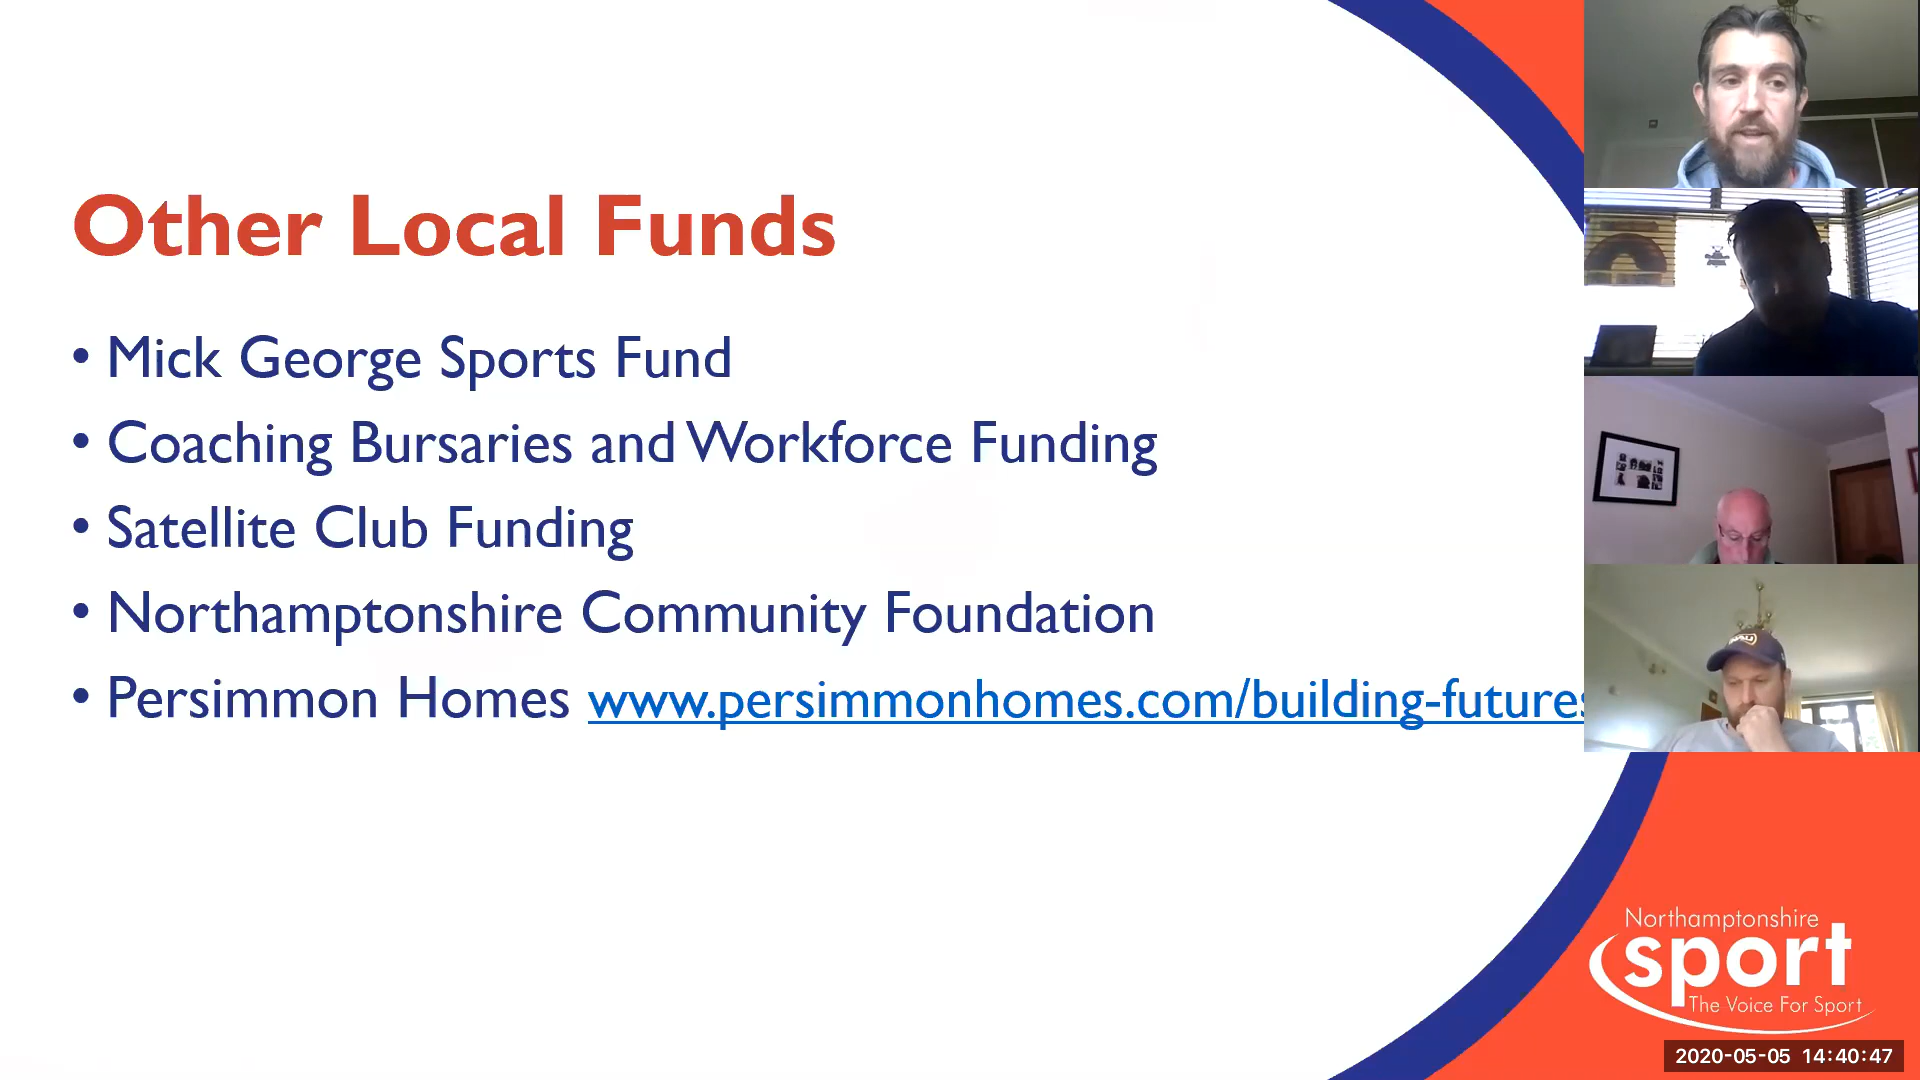 Other Local Funds
• Mick George Sports Fund
• Coaching Bursaries and Workforce Funding
• Satellite Club Funding
• Northamptonshire Community Foundation
• Persimmon Homes www.persimmonhomes.com/building-futures
Northamptonshire
sport
The Voice For Sport
2020-05-05 14:40:47